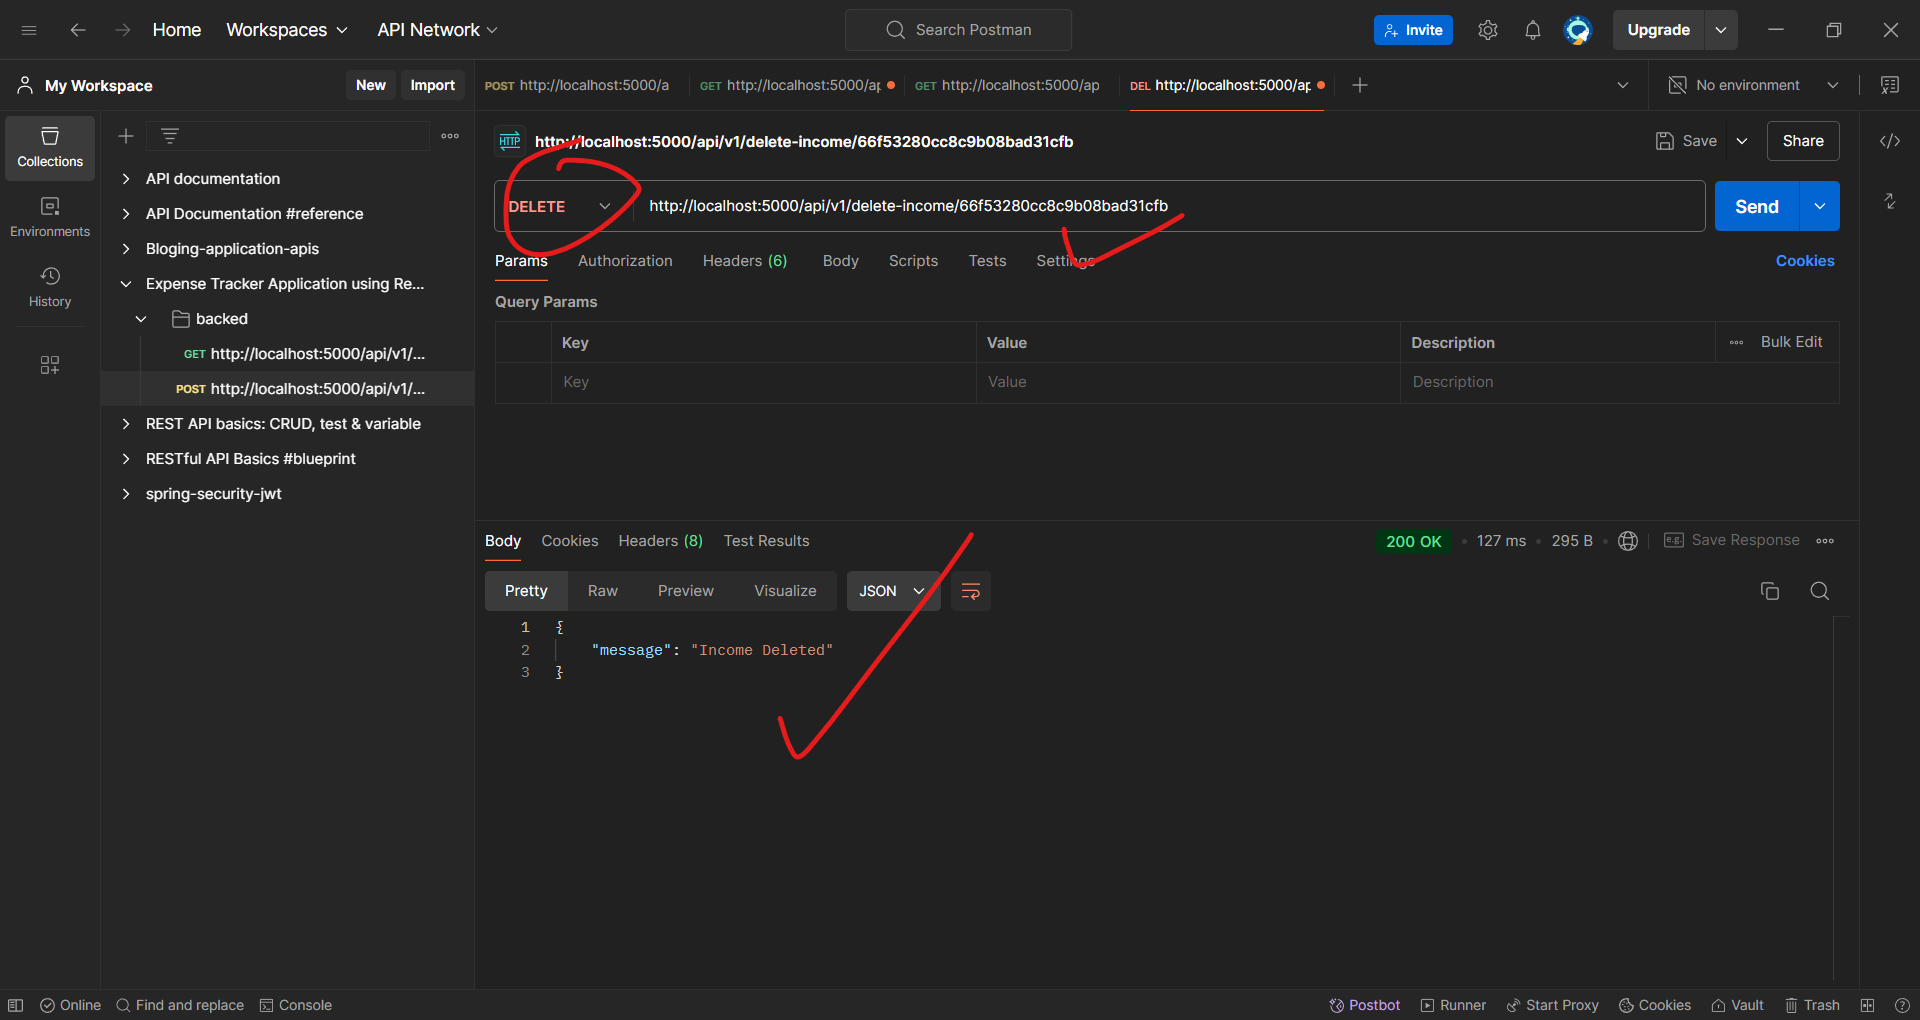 Home
Workspaces
API Network
Search Postman
Invite
Upgrade
My Workspace
New
Import
POST http://localhost:5000/a
GET http://localhost:5000/ap
GET http://localhost:5000/ap
DEL http://localhost:5000/ap
No environment
Collections
Environments
History
API documentation
API Documentation #reference
Bloging-application-apis
Expense Tracker Application using Re...
backed
GET http://localhost:5000/api/v1/...
POST http://localhost:5000/api/v1/...
REST API basics: CRUD, test & variable
RESTful API Basics #blueprint
spring-security-jwt
HTTP http://localhost:5000/api/v1/delete-income/66f53280cc8c9b08bad31cfb
Save
Share
DELETE
http://localhost:5000/api/v1/delete-income/66f53280cc8c9b08bad31cfb
Send
Params
Authorization
Headers (6)
Body
Scripts
Tests
Settings
Cookies
Query Params
Key
Value
Description
Bulk Edit
Key
Value
Description
Body
Cookies
Headers (8)
Test Results
200 OK
127 ms
295 B
e.g. Save Response
Pretty
Raw
Preview
Visualize
JSON
1 {
2 "message": "Income Deleted"
3 }
Online
Find and replace
Console
Postbot
Runner
Start Proxy
Cookies
Vault
Trash